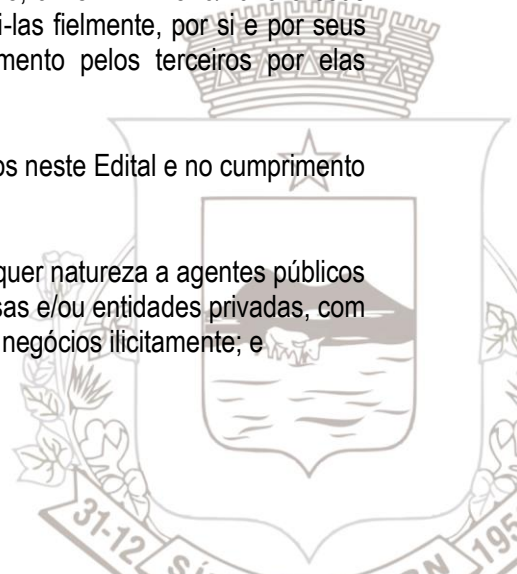 i-las fielmente, por si e por seus
mento pelos terceiros por elas
os neste Edital e no cumprimento
quer natureza a agentes públicos
sas e/ou entidades privadas, com
negócios ilicitamente; e
31-12